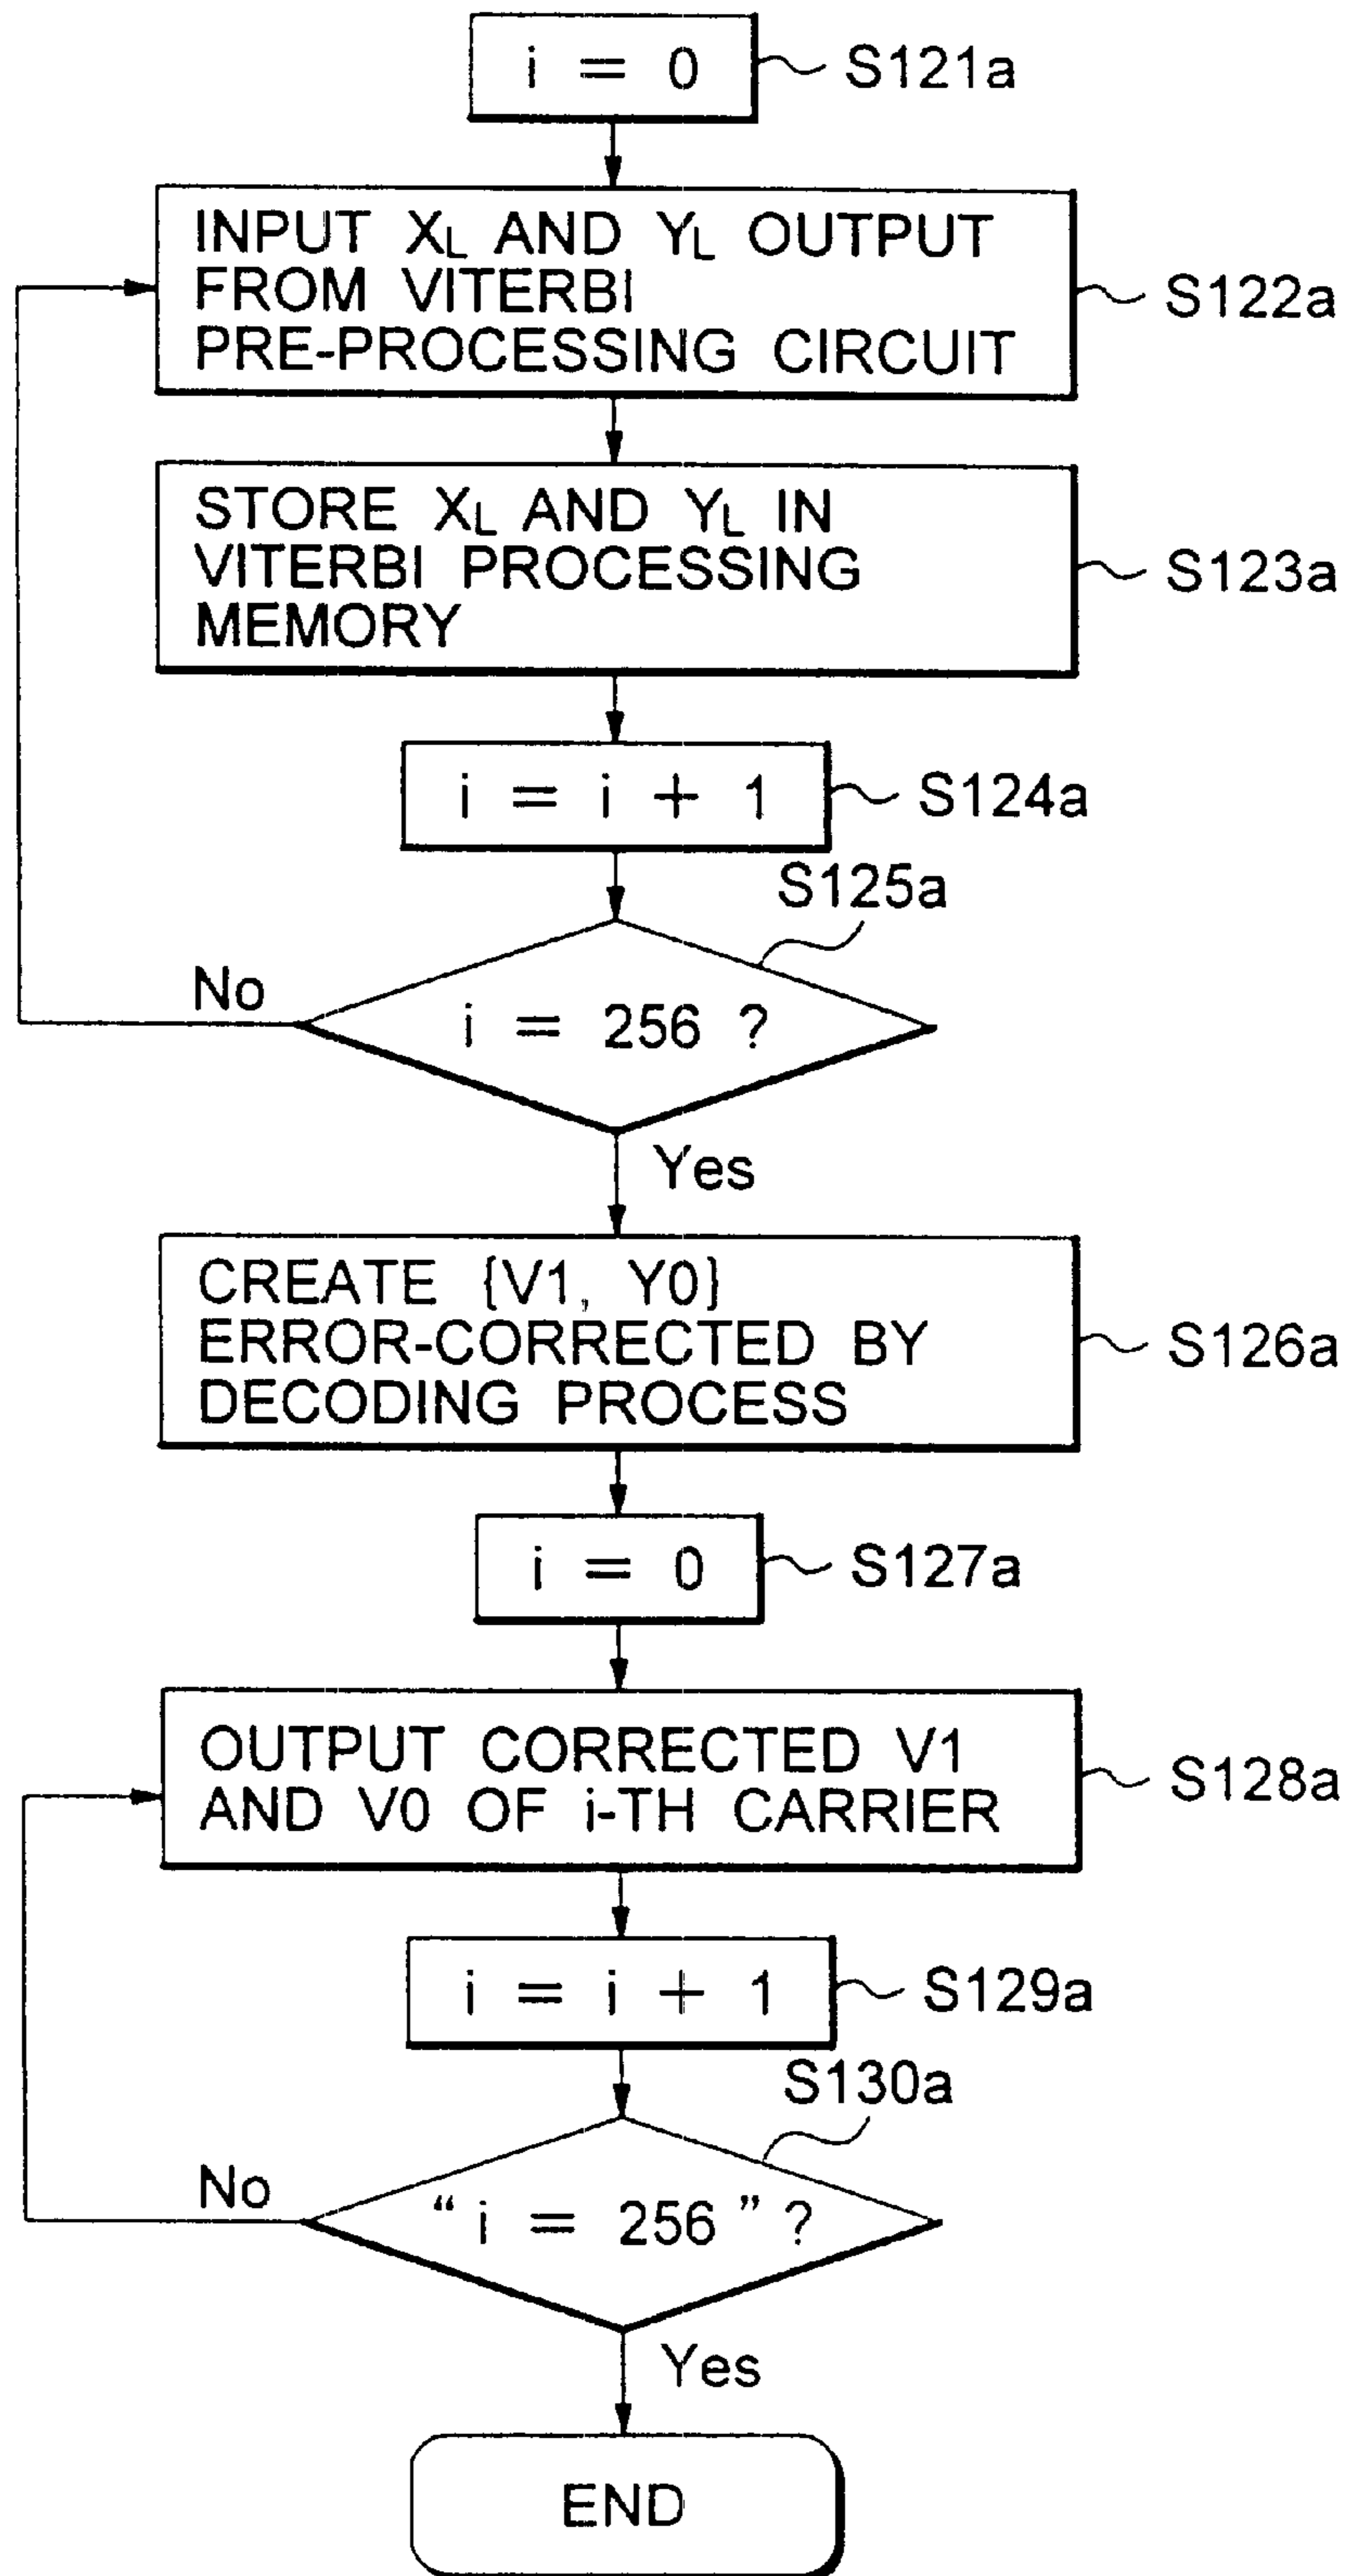 i = 0
S121a
INPUT XL AND YL OUTPUT
FROM VITERBI
PRE-PROCESSING CIRCUIT
S122a
STORE XL AND YL IN
VITERBI PROCESSING
MEMORY
S123a
i = i + 1
S124a
S125a
No
i = 256 ?
Yes
CREATE {V1, Y0}
ERROR-CORRECTED BY
DECODING PROCESS
S126a
i = 0
S127a
OUTPUT CORRECTED V1
AND V0 OF i-TH CARRIER
S128a
i = i + 1
S129a
S130a
No
“ i = 256 ” ?
Yes
END